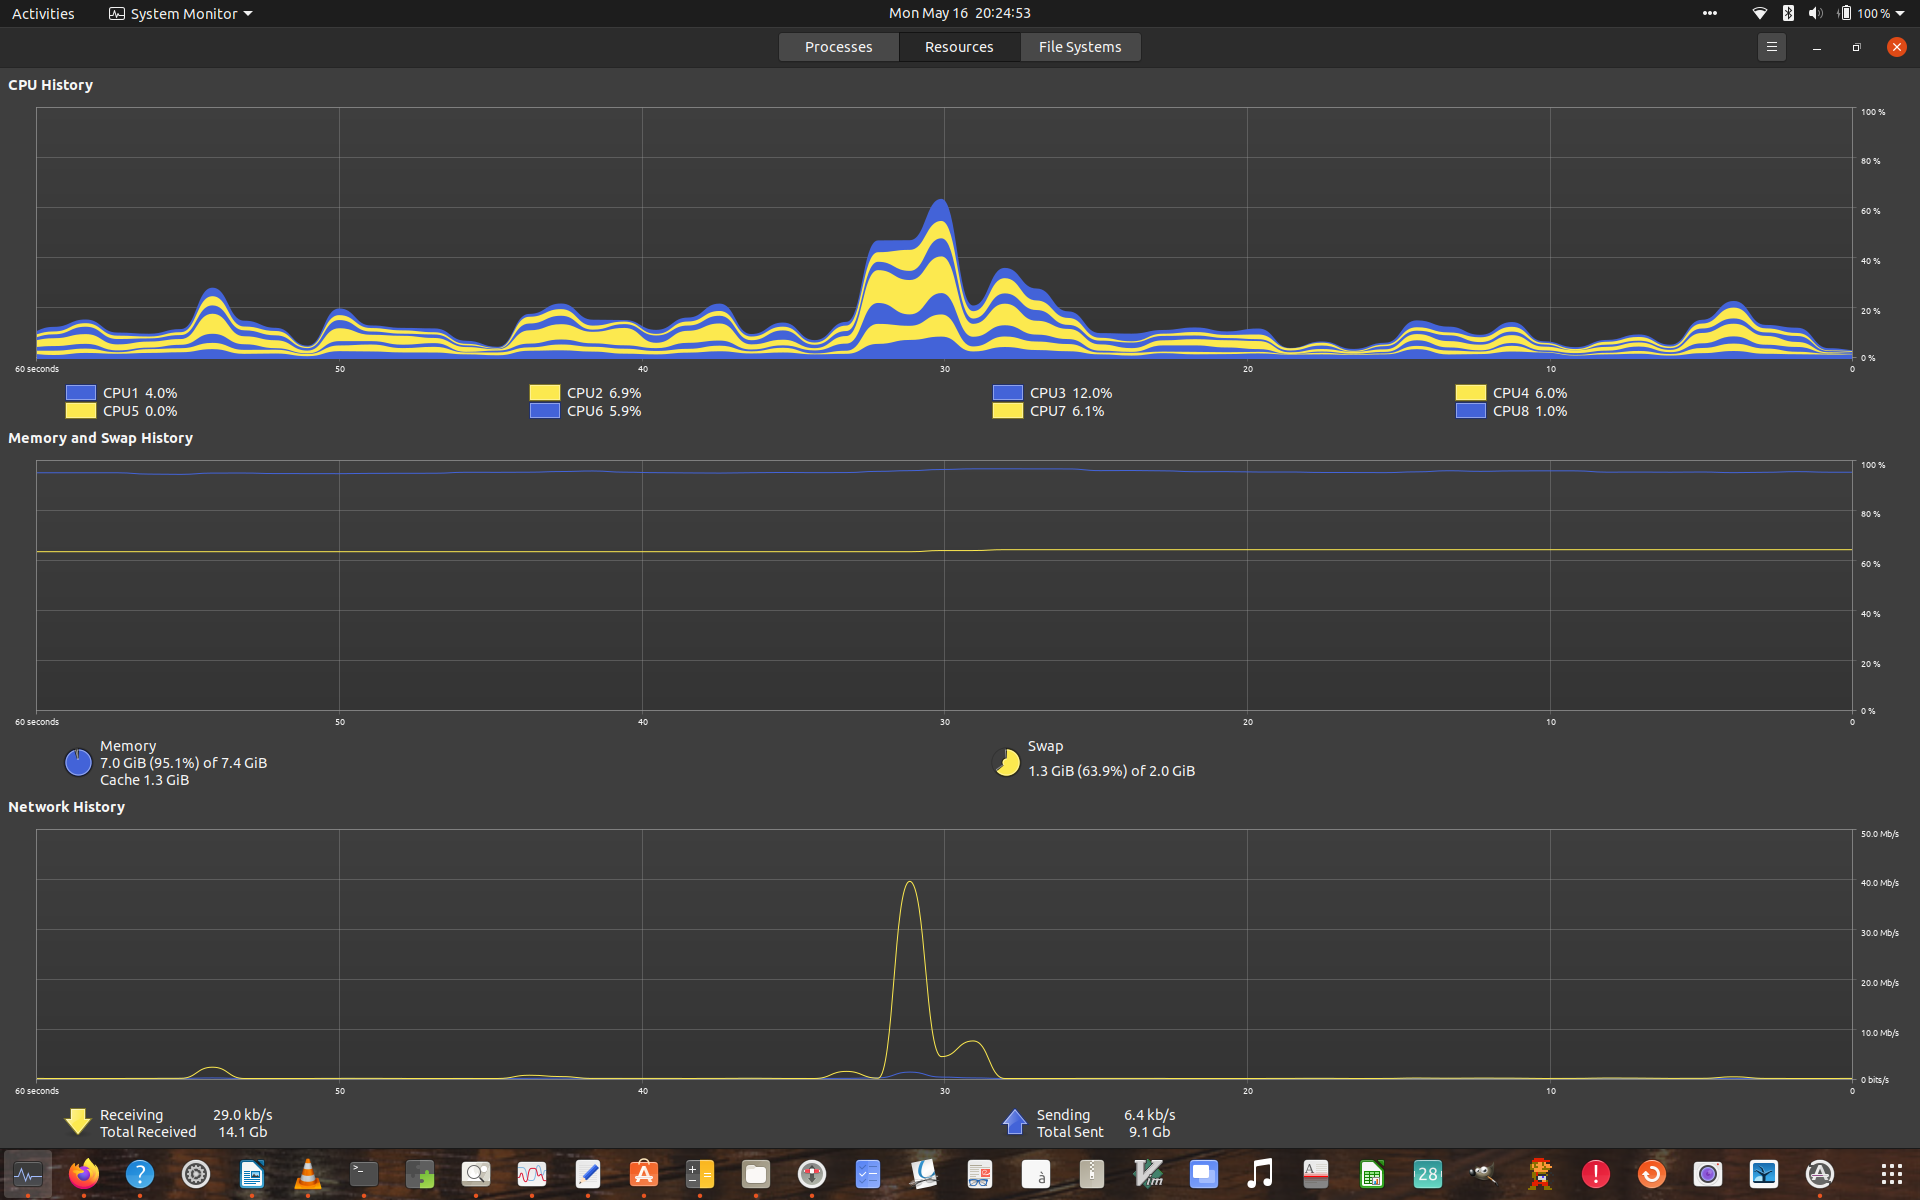 Activities System Monitor Mon May 16 20:24:53 100 %
Processes Resources File Systems
CPU History
100 %
80 %
60 %
40 %
20 %
0 %
60 seconds 50 40 30 20 10 0
CPU1 4.0% CPU2 6.9% CPU3 12.0% CPU4 6.0%
CPU5 0.0% CPU6 5.9% CPU7 6.1% CPU8 1.0%
Memory and Swap History
100 %
80 %
60 %
40 %
20 %
0 %
60 seconds 50 40 30 20 10 0
Memory
7.0 GiB (95.1%) of 7.4 GiB
Cache 1.3 GiB
Swap
1.3 GiB (63.9%) of 2.0 GiB
Network History
50.0 Mb/s
40.0 Mb/s
30.0 Mb/s
20.0 Mb/s
10.0 Mb/s
0 bits/s
60 seconds 50 40 30 20 10 0
Receiving 29.0 kb/s
Total Received 14.1 Gb
Sending 6.4 kb/s
Total Sent 9.1 Gb
? >_ A à Vim A 28 !